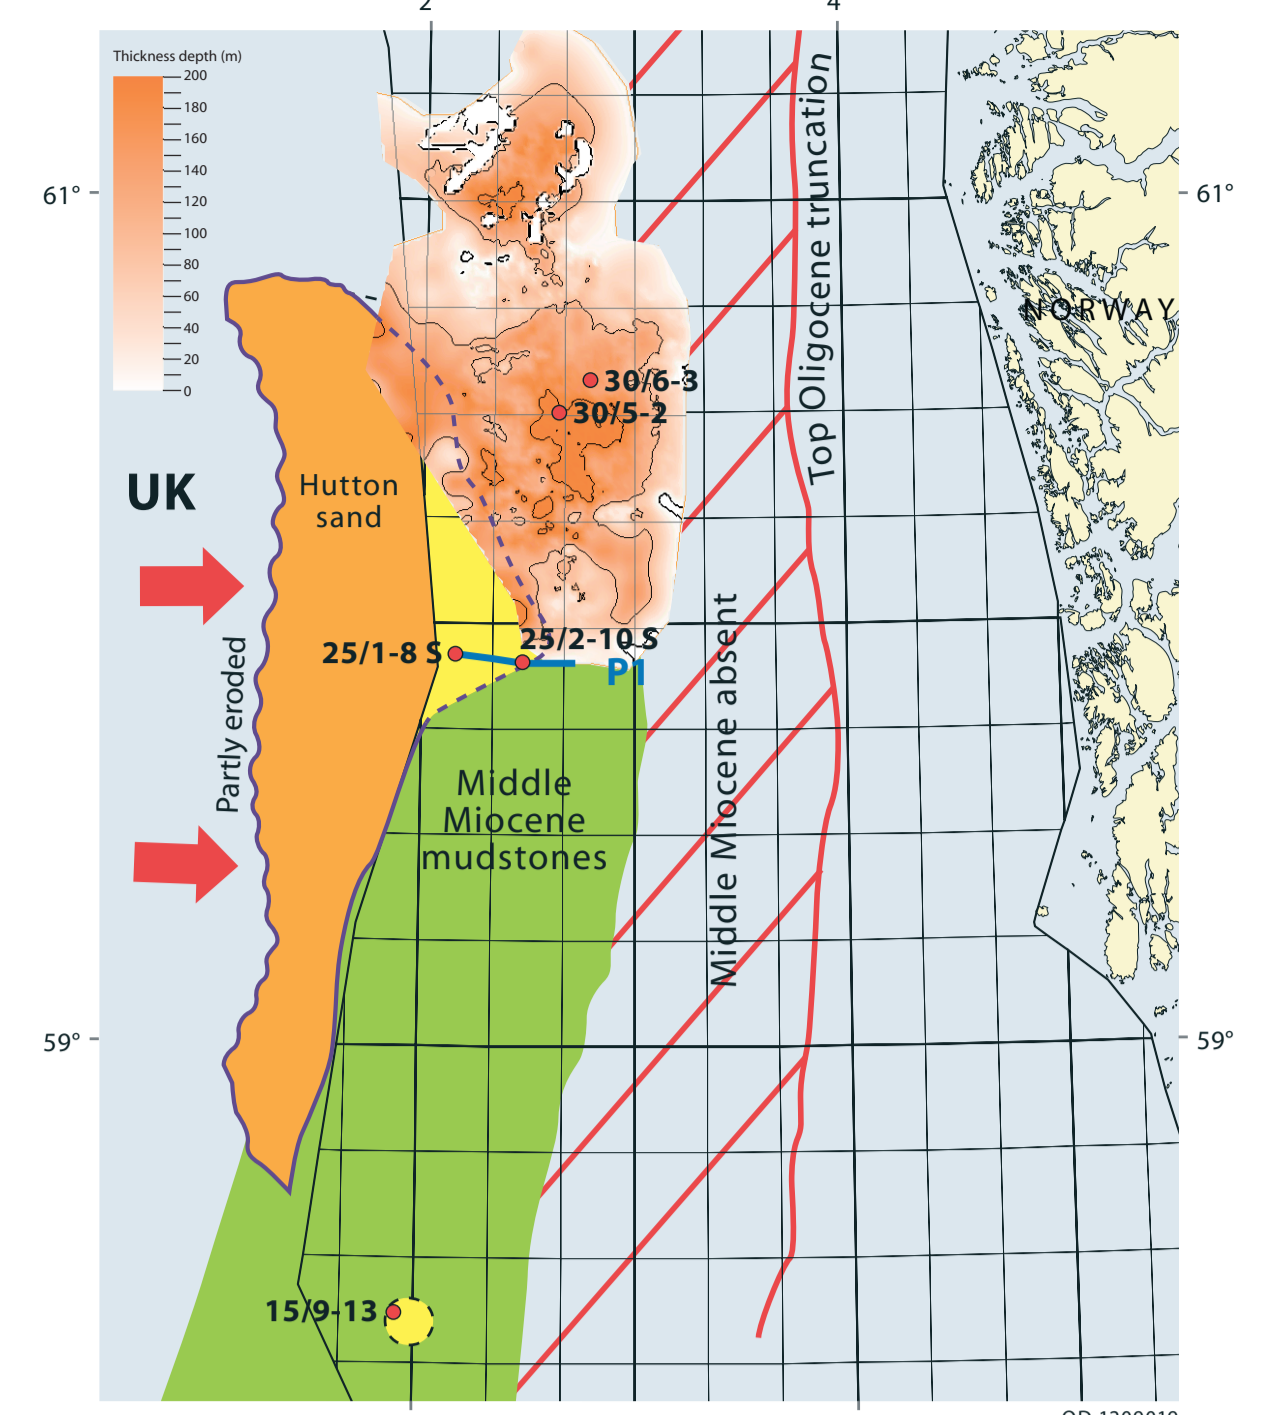 2
4
Thickness depth (m)
200
180
160
140
120
100
80
60
40
20
0
61°
61°
Top Oligocene truncation
NORWAY
30/6-3
30/5-2
UK
Hutton
sand
25/2-10 S
25/1-8 S
P1
Partly eroded
Middle Miocene absent
Middle
Miocene
mudstones
59°
59°
15/9-13